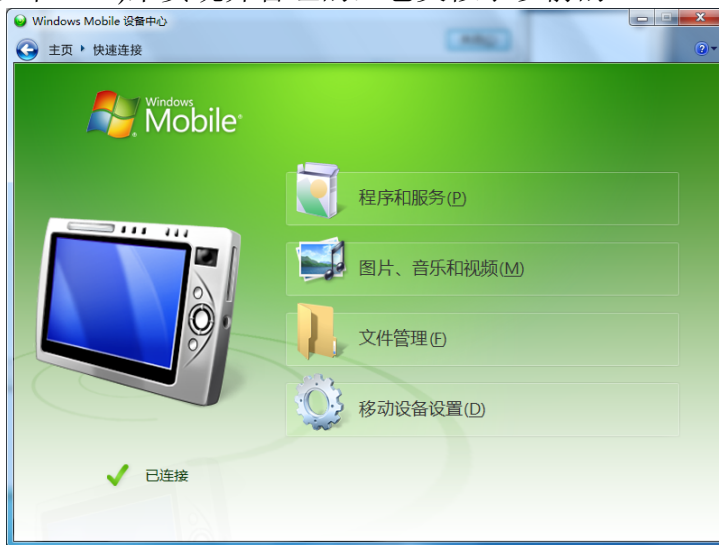 Windows Mobile 设备中心
主页 快速连接
Windows
Mobile
程序和服务(P)
图片、音乐和视频(M)
文件管理(F)
移动设备设置(D)
已连接